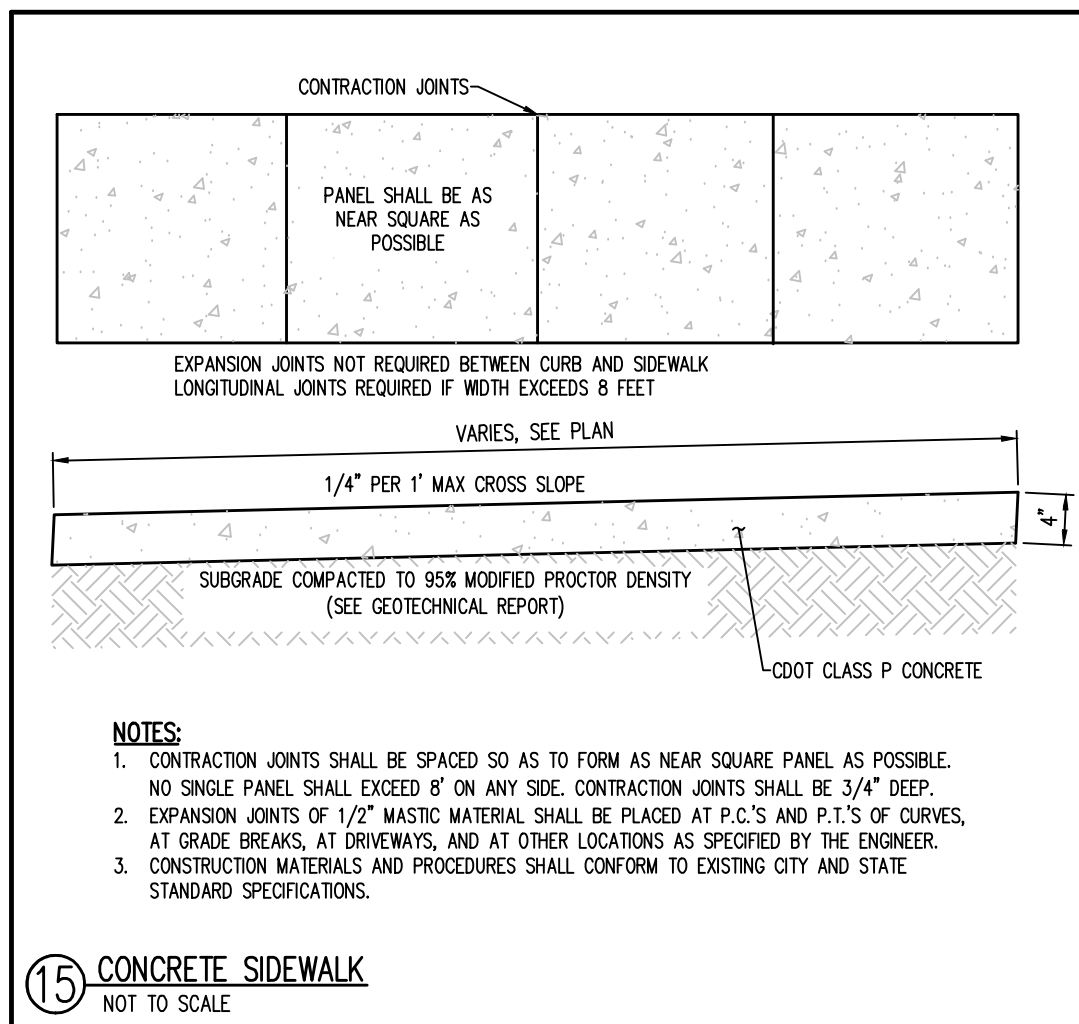 CONTRACTION JOINTS
PANEL SHALL BE AS
NEAR SQUARE AS
POSSIBLE
EXPANSION JOINTS NOT REQUIRED BETWEEN CURB AND SIDEWALK
LONGITUDINAL JOINTS REQUIRED IF WIDTH EXCEEDS 8 FEET
VARIES, SEE PLAN
1/4" PER 1' MAX CROSS SLOPE
4"
SUBGRADE COMPACTED TO 95% MODIFIED PROCTOR DENSITY
(SEE GEOTECHNICAL REPORT)
CDOT CLASS P CONCRETE
NOTES:
1. CONTRACTION JOINTS SHALL BE SPACED SO AS TO FORM AS NEAR SQUARE PANEL AS POSSIBLE.
NO SINGLE PANEL SHALL EXCEED 8' ON ANY SIDE. CONTRACTION JOINTS SHALL BE 3/4" DEEP.
2. EXPANSION JOINTS OF 1/2" MASTIC MATERIAL SHALL BE PLACED AT P.C.'S AND P.T.'S OF CURVES,
AT GRADE BREAKS, AT DRIVEWAYS, AND AT OTHER LOCATIONS AS SPECIFIED BY THE ENGINEER.
3. CONSTRUCTION MATERIALS AND PROCEDURES SHALL CONFORM TO EXISTING CITY AND STATE
STANDARD SPECIFICATIONS.
15 CONCRETE SIDEWALK
NOT TO SCALE